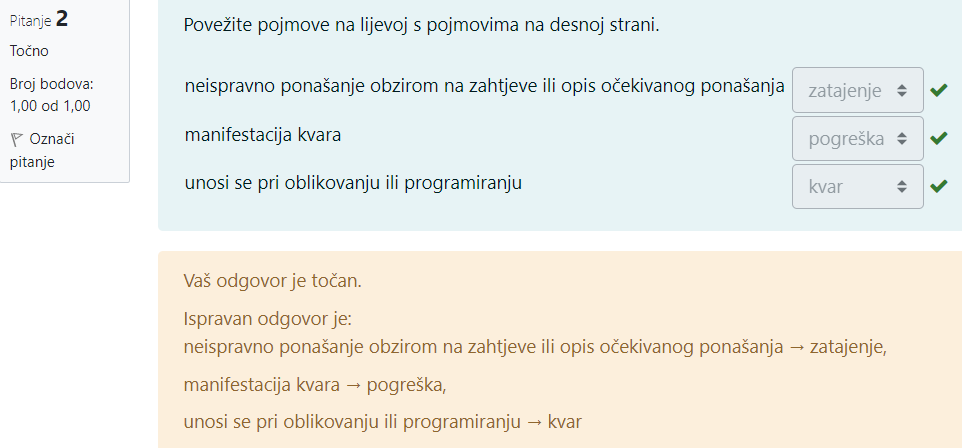 Pitanje 2
Točno
Broj bodova:
1,00 od 1,00
Označi
pitanje
Povežite pojmove na lijevoj s pojmovima na desnoj strani.
neispravno ponašanje obzirom na zahtjeve ili opis očekivanog ponašanja zatajenje
manifestacija kvara pogreška
unosi se pri oblikovanju ili programiranju kvar
Vaš odgovor je točan.
Ispravan odgovor je:
neispravno ponašanje obzirom na zahtjeve ili opis očekivanog ponašanja → zatajenje,
manifestacija kvara → pogreška,
unosi se pri oblikovanju ili programiranju → kvar